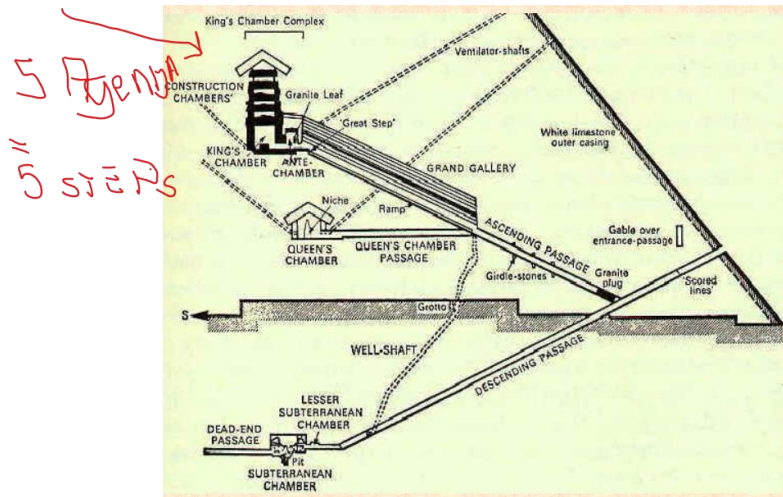 King's Chamber Complex
Ventilator-shafts
5
CONSTRUCTION
CHAMBERS'
Granite Leaf
'Great Step'
White limestone
outer casing
KING'S
CHAMBER
ANTE-
CHAMBER
GRAND GALLERY
5 STEPS
Niche
Ramp
ASCENDING PASSAGE
Gable over
entrance-passage
QUEEN'S
CHAMBER
QUEEN'S CHAMBER
PASSAGE
Girdle-stones
Granite
plug
'Scored
lines'
S
Grotto
WELL-SHAFT
DESCENDING PASSAGE
LESSER
SUBTERRANEAN
CHAMBER
DEAD-END
PASSAGE
Pit
SUBTERRANEAN
CHAMBER